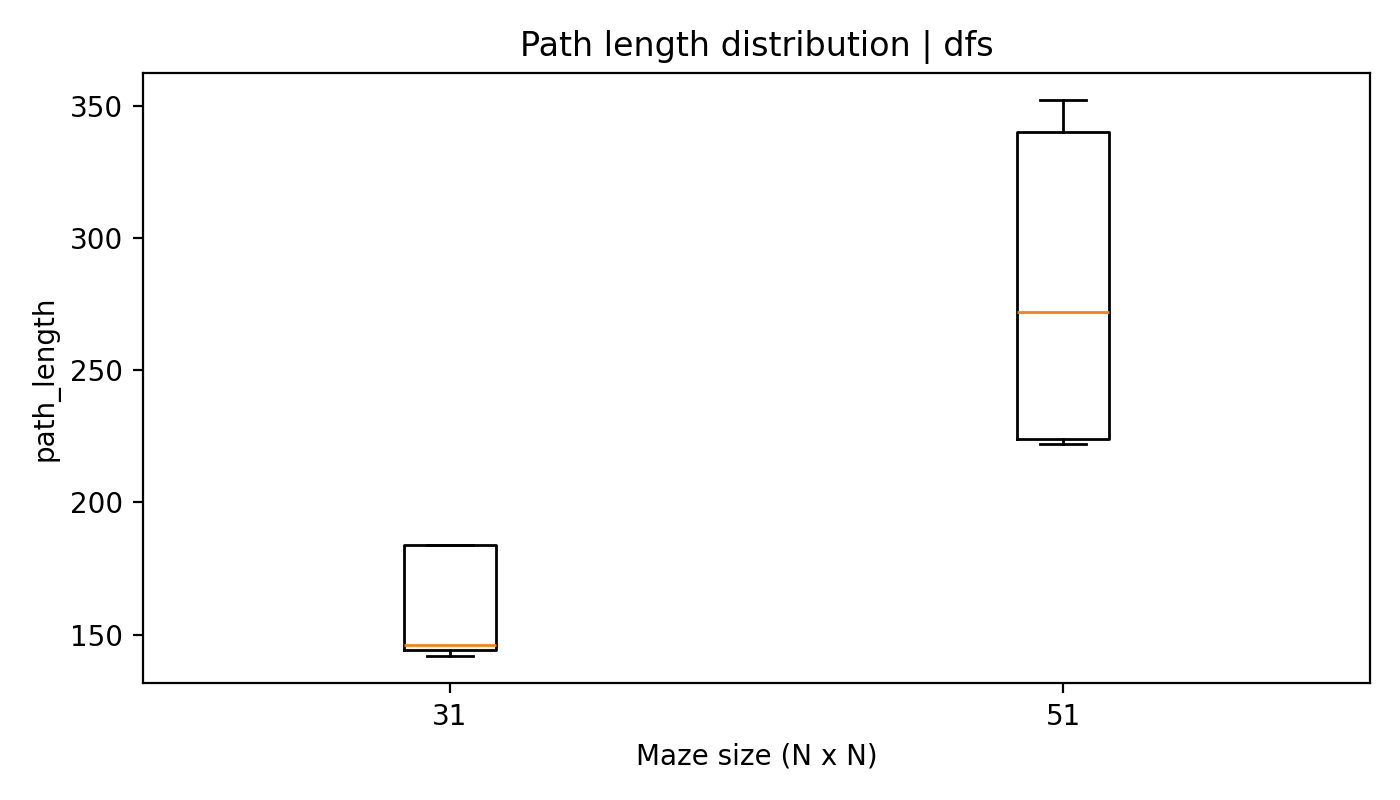 Path length distribution | dfs
350
300
250
200
150
path_length
31
51
Maze size (N x N)